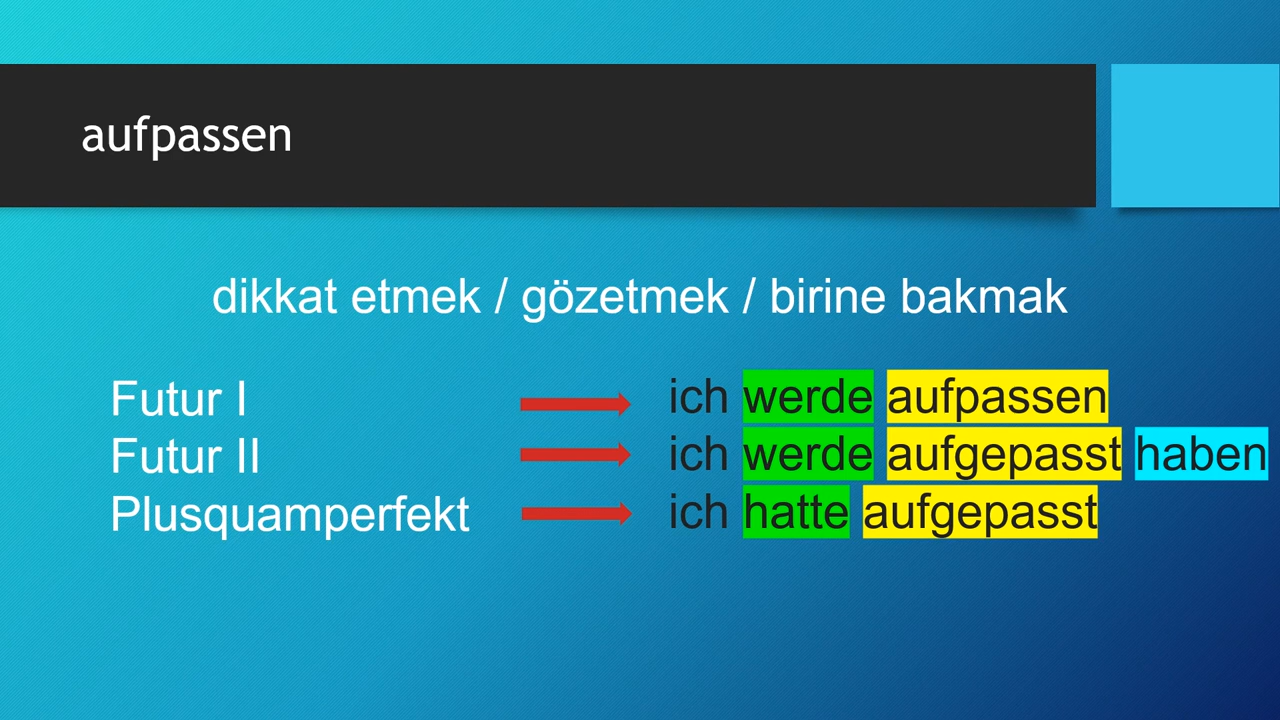 aufpassen
dikkat etmek / gözetmek / birine bakmak
Futur I ich werde aufpassen
Futur II ich werde aufgepasst haben
Plusquamperfekt ich hatte aufgepasst